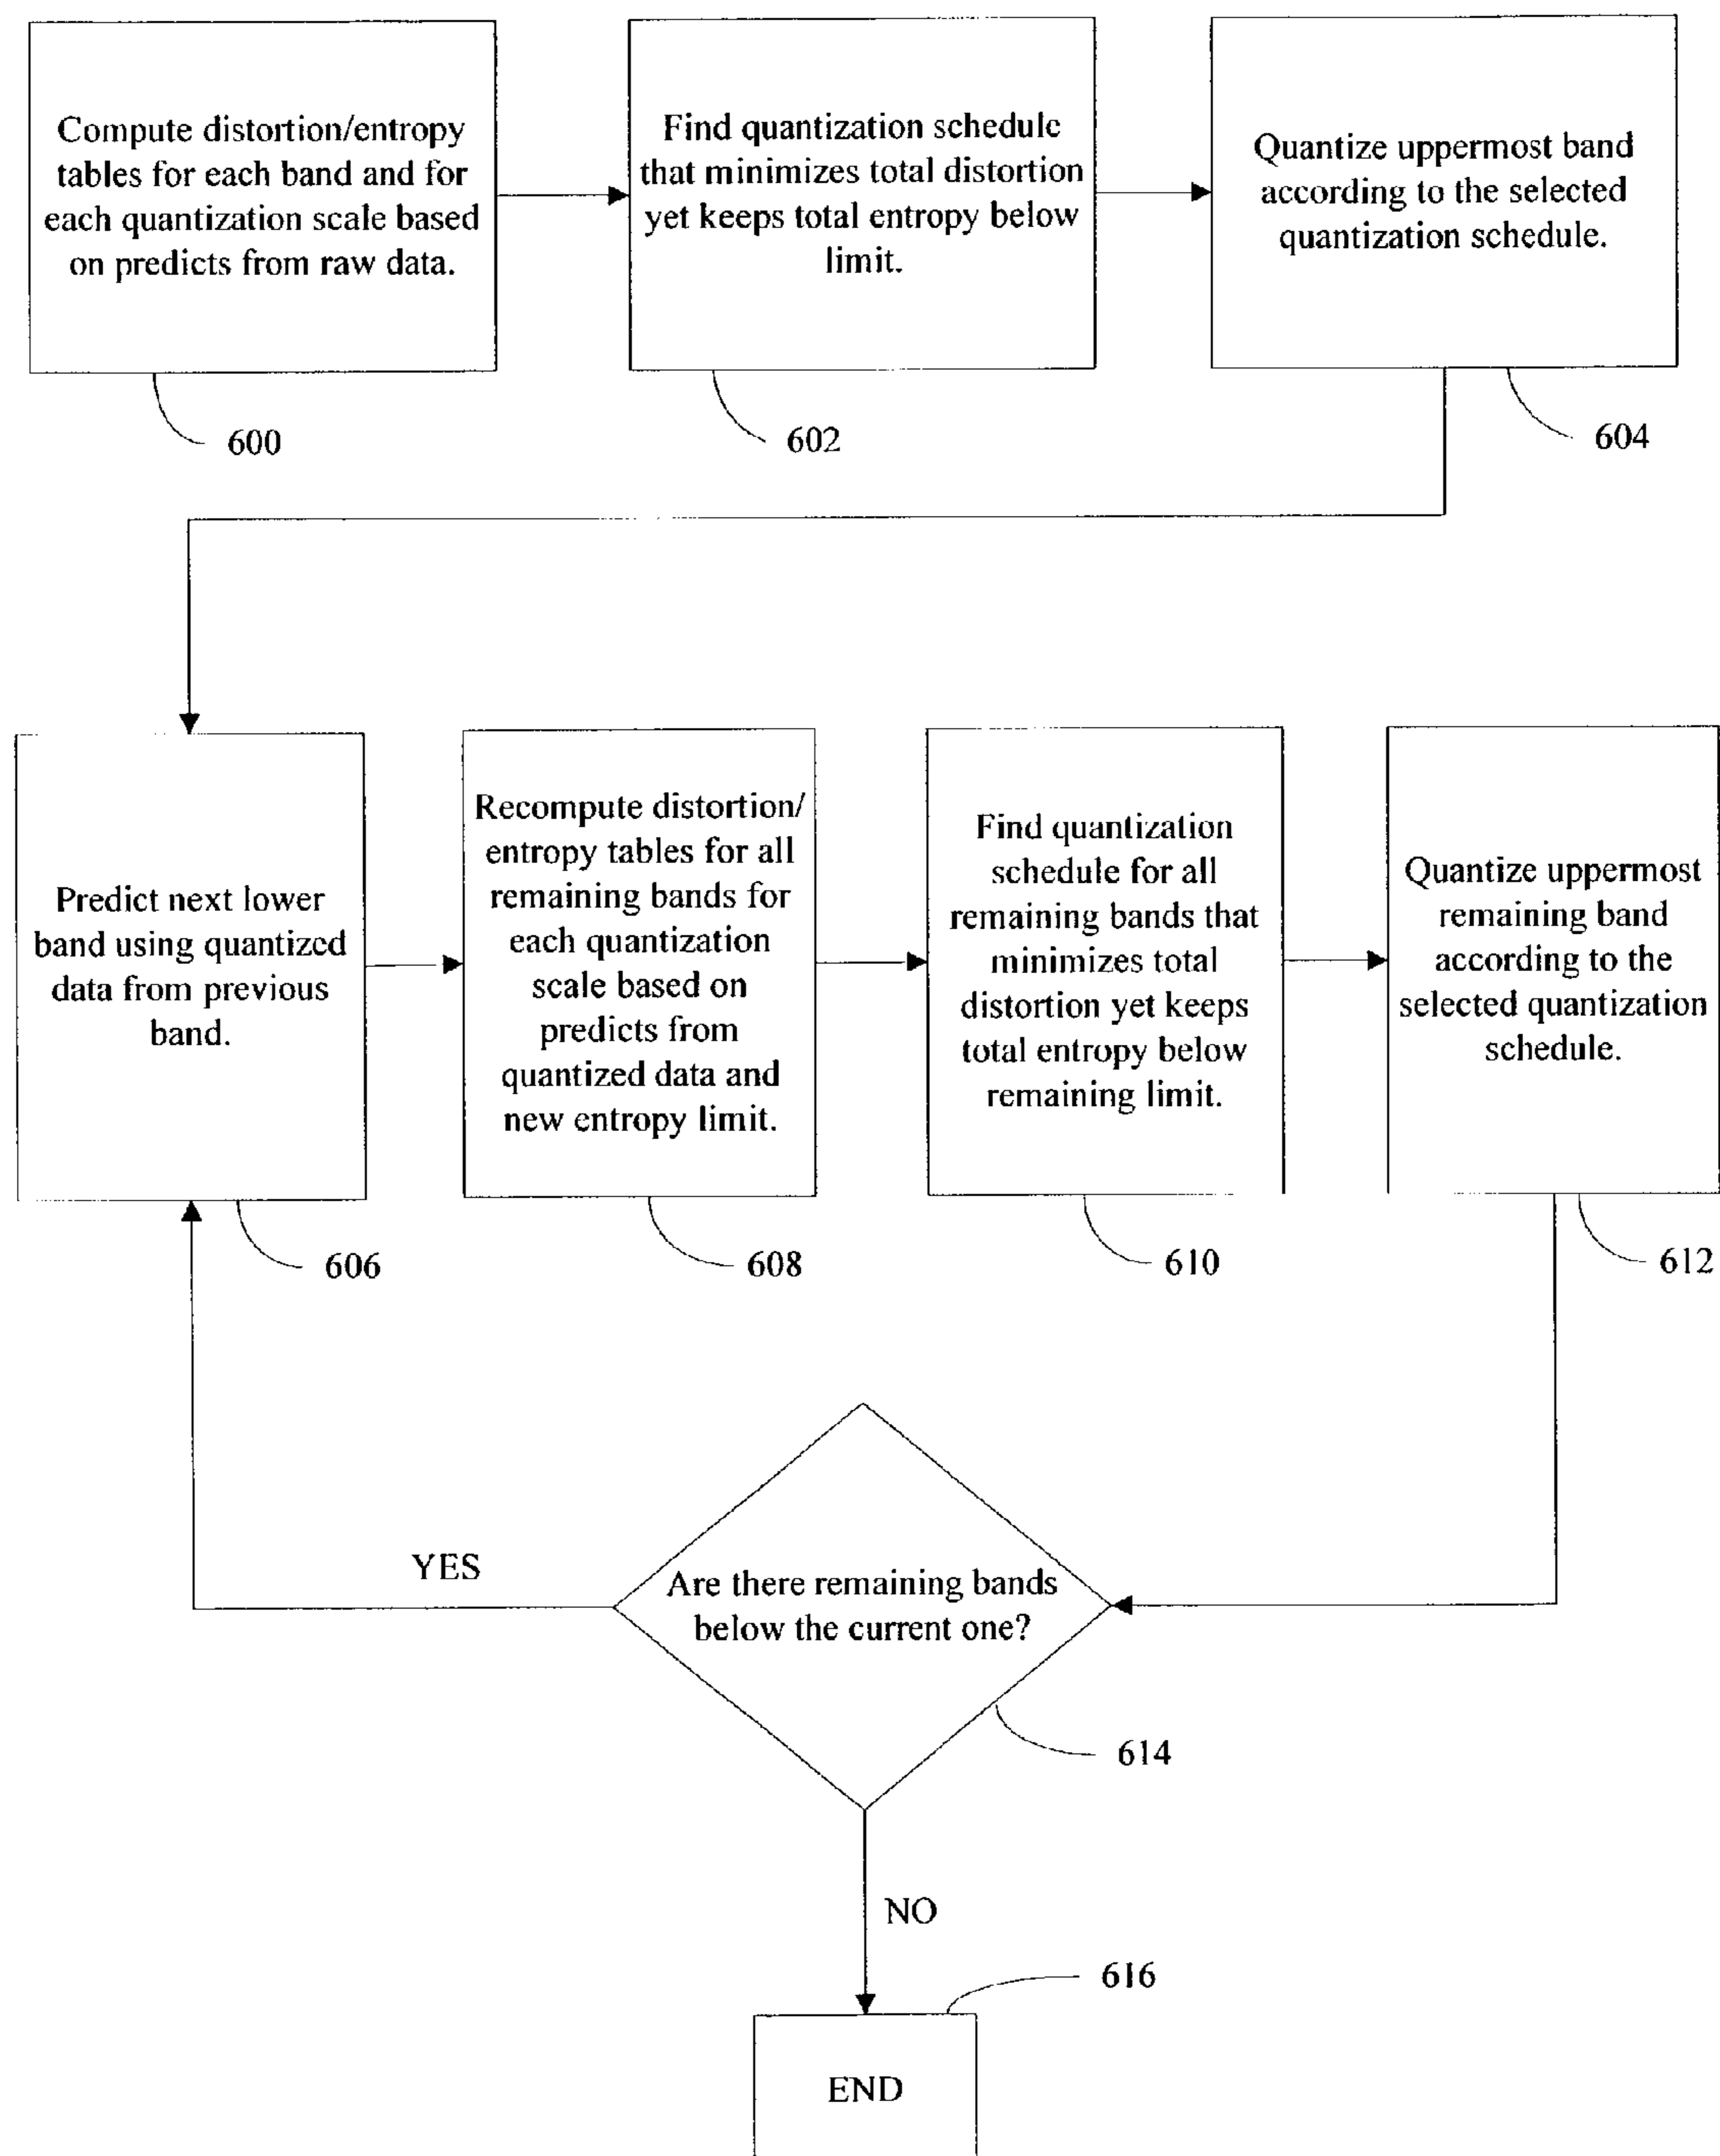 Compute distortion/entropy
tables for each band and for
each quantization scale based
on predicts from raw data.
600
Find quantization schedule
that minimizes total distortion
yet keeps total entropy below
limit.
602
Quantize uppermost band
according to the selected
quantization schedule.
604
Predict next lower
band using quantized
data from previous
band.
606
Recompute distortion/
entropy tables for all
remaining bands for
each quantization
scale based on
predicts from
quantized data and
new entropy limit.
608
Find quantization
schedule for all
remaining bands that
minimizes total
distortion yet keeps
total entropy below
remaining limit.
610
Quantize uppermost
remaining band
according to the
selected quantization
schedule.
612
YES
Are there remaining bands
below the current one?
614
NO
616
END